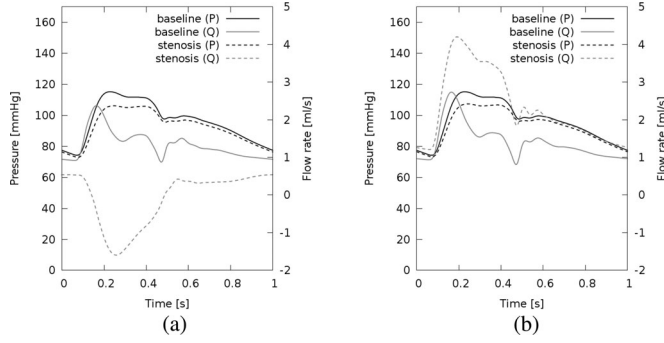 160
140
120
100
80
60
40
20
0
Pressure [mmHg]
baseline (P)
baseline (Q)
stenosis (P)
stenosis (Q)
5
4
3
2
1
0
-1
-2
Flow rate [ml/s]
0 0.2 0.4 0.6 0.8 1
Time [s]
(a)
160
140
120
100
80
60
40
20
0
Pressure [mmHg]
baseline (P)
baseline (Q)
stenosis (P)
stenosis (Q)
5
4
3
2
1
0
-1
-2
Flow rate [ml/s]
0 0.2 0.4 0.6 0.8 1
Time [s]
(b)